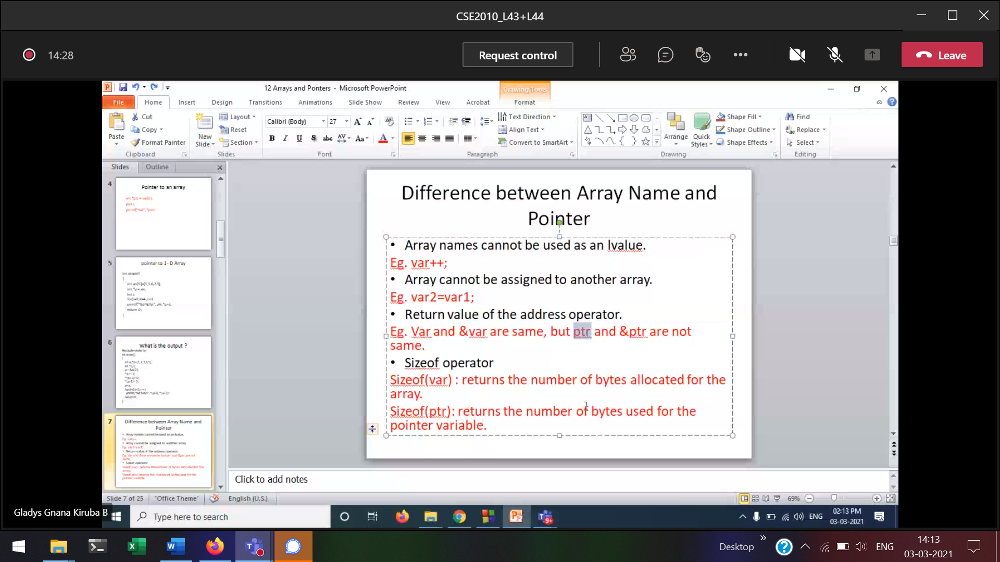 CSE2010_L43+L44
14:28
Request control
Leave
12 Arrays and Ponters - Microsoft PowerPoint
Drawing Tools
File Home Insert Design Transitions Animations Slide Show Review View Acrobat Format
Paste
Cut
Copy
Format Painter
Clipboard
New Slide
Layout
Reset
Section
Slides
Calibri (Body) 27
B I U S abc AV Aa A
Font
Text Direction
Align Text
Convert to SmartArt
Paragraph
Arrange
Quick Styles
Shape Fill
Shape Outline
Shape Effects
Drawing
Find
Replace
Select
Editing
Slides Outline
4
Pointer to an array
5
pointer to 1- D Array
int main()
return 0;
6
What is the output ?
int main()
7
Difference between Array Name and
Pointer
Difference between Array Name and
Pointer
• Array names cannot be used as an lvalue.
Eg. var++;
• Array cannot be assigned to another array.
Eg. var2=var1;
• Return value of the address operator.
Eg. Var and &var are same, but ptr and &ptr are not
same.
• Sizeof operator
Sizeof(var) : returns the number of bytes allocated for the
array.
Sizeof(ptr): returns the number of bytes used for the
pointer variable.
Click to add notes
Slide 7 of 25 "Office Theme" English (U.S.) 69%
Gladys Gnana Kiruba B
Type here to search
9+
ENG
02:13 PM
03-03-2021
Desktop
ENG
14:13
03-03-2021